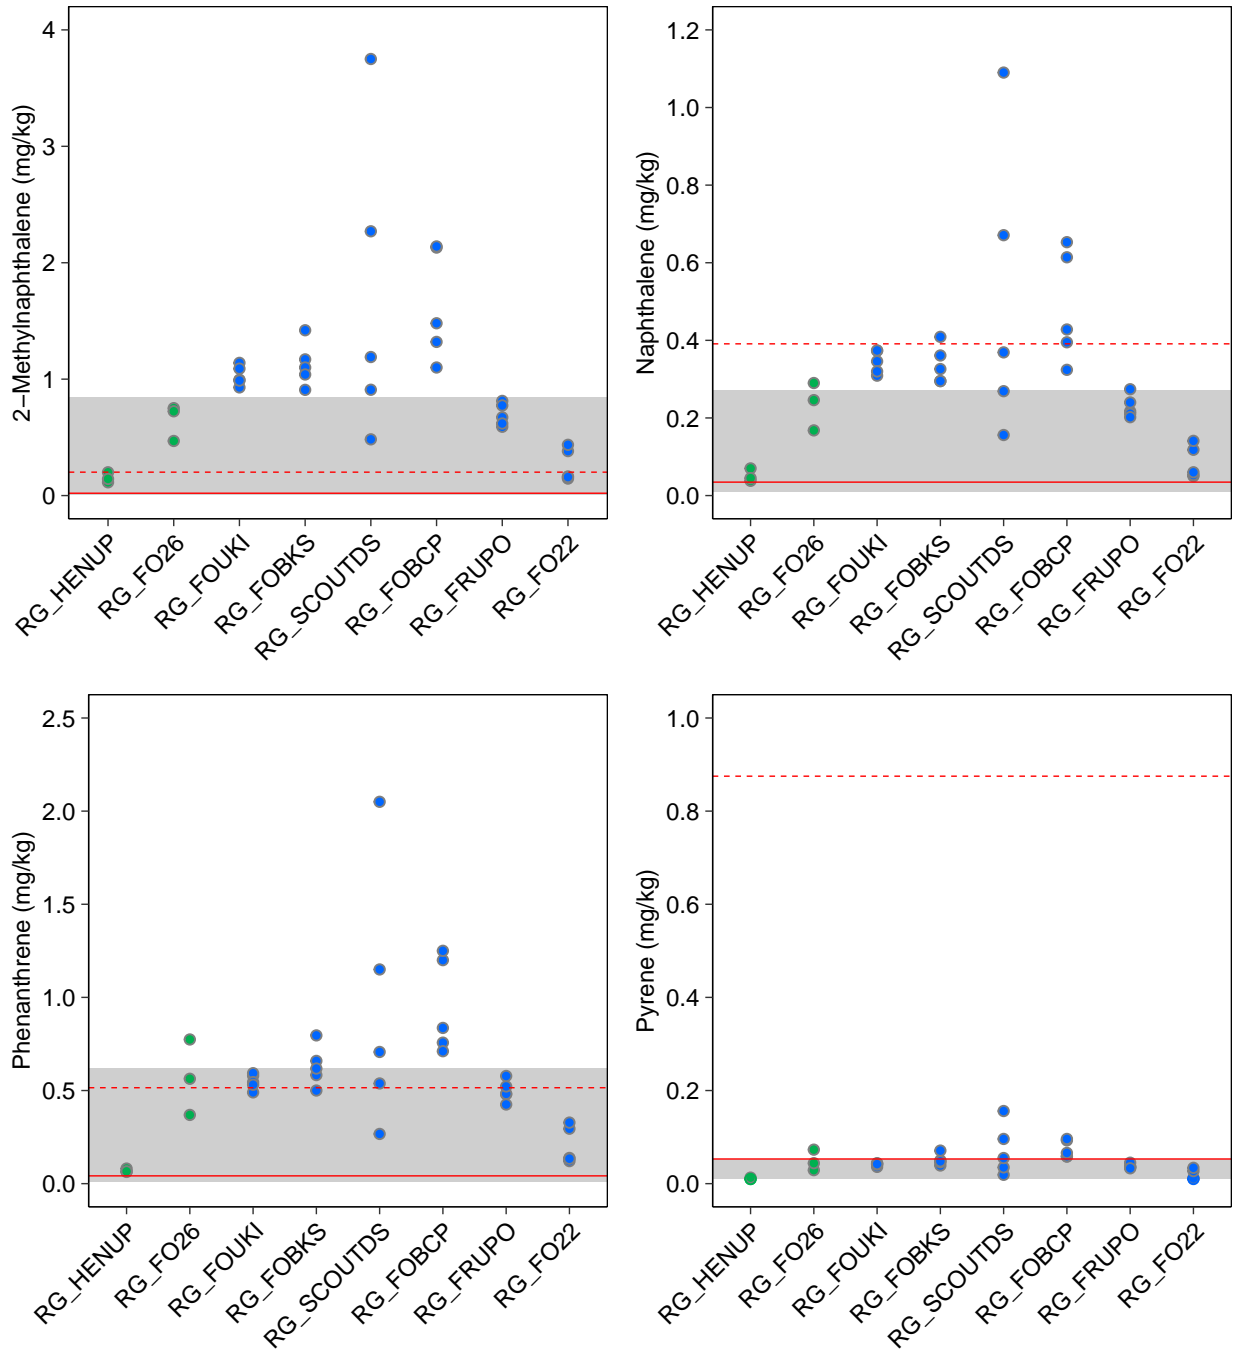 2−Methylnaphthalene (mg/kg)
4
3
2
1
0
RG_HENUP
RG_FO26
RG_FOUKI
RG_FOBKS
RG_SCOUTDS
RG_FOBCP
RG_FRUPO
RG_FO22
Naphthalene (mg/kg)
1.2
1.0
0.8
0.6
0.4
0.2
0.0
RG_HENUP
RG_FO26
RG_FOUKI
RG_FOBKS
RG_SCOUTDS
RG_FOBCP
RG_FRUPO
RG_FO22
Phenanthrene (mg/kg)
2.5
2.0
1.5
1.0
0.5
0.0
RG_HENUP
RG_FO26
RG_FOUKI
RG_FOBKS
RG_SCOUTDS
RG_FOBCP
RG_FRUPO
RG_FO22
Pyrene (mg/kg)
1.0
0.8
0.6
0.4
0.2
0.0
RG_HENUP
RG_FO26
RG_FOUKI
RG_FOBKS
RG_SCOUTDS
RG_FOBCP
RG_FRUPO
RG_FO22